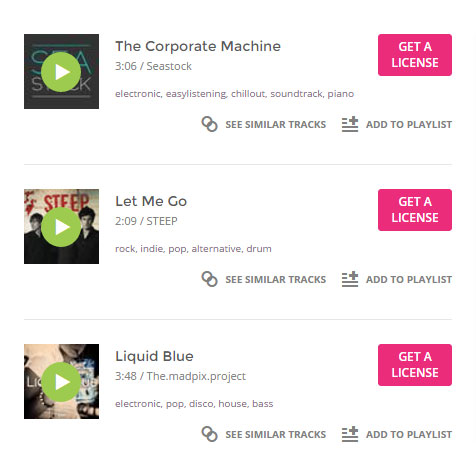 SEA
STOCK
The Corporate Machine
3:06 / Seastock
electronic, easylistening, chillout, soundtrack, piano
GET A
LICENSE
SEE SIMILAR TRACKS
ADD TO PLAYLIST
STEEP
Let Me Go
2:09 / STEEP
rock, indie, pop, alternative, drum
GET A
LICENSE
SEE SIMILAR TRACKS
ADD TO PLAYLIST
Liquid Blue
3:48 / The.madpix.project
electronic, pop, disco, house, bass
GET A
LICENSE
SEE SIMILAR TRACKS
ADD TO PLAYLIST